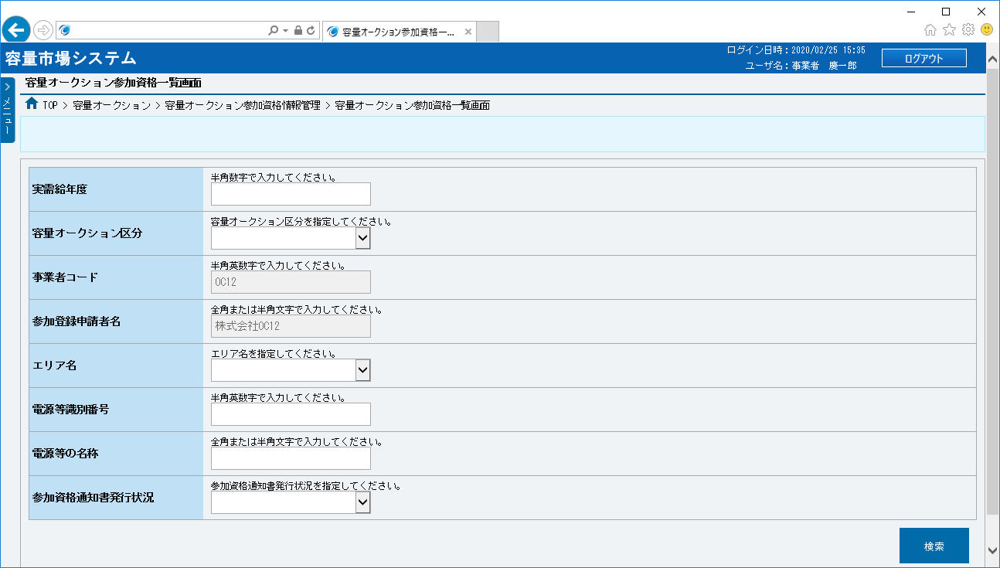 容量オークション参加資格一...
容量市場システム
ログイン日時：2020/02/25 15:35
ユーザ名：事業者　慶一郎
ログアウト
メニュー
容量オークション参加資格一覧画面
TOP > 容量オークション > 容量オークション参加資格情報管理 > 容量オークション参加資格一覧画面
実需給年度
半角数字で入力してください。
容量オークション区分
容量オークション区分を指定してください。
事業者コード
半角英数字で入力してください。
0C12
参加登録申請者名
全角または半角文字で入力してください。
株式会社0C12
エリア名
エリア名を指定してください。
電源等識別番号
半角英数字で入力してください。
電源等の名称
全角または半角文字で入力してください。
参加資格通知書発行状況
参加資格通知書発行状況を指定してください。
検索